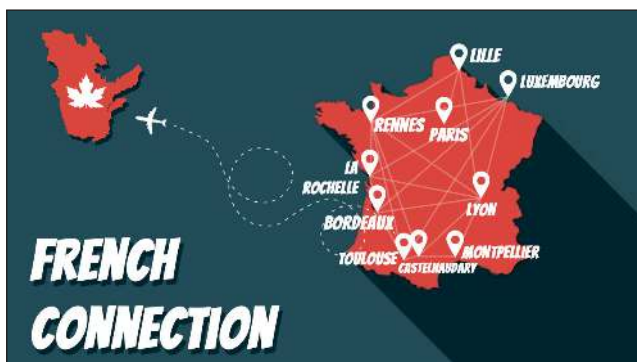 LILLE
LUXEMBOURG
RENNES
PARIS
LA
ROCHELLE
LYON
BORDEAUX
TOULOUSE
CASTELNAUDARY
MONTPELLIER
FRENCH
CONNECTION